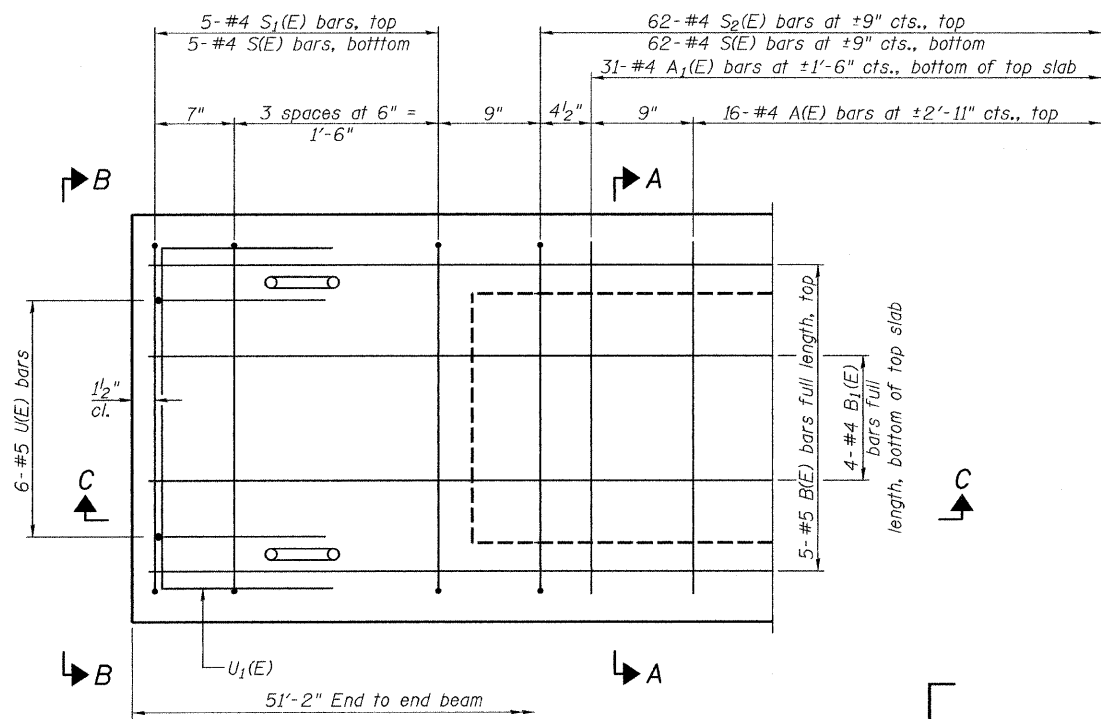 5-#4 S1(E) bars, top
5-#4 S(E) bars, botttom
62-#4 S2(E) bars at ±9" cts., top
62-#4 S(E) bars at ±9" cts., bottom
31-#4 A1(E) bars at ±1'-6" cts., bottom of top slab
7"
3 spaces at 6" =
1'-6"
9"
4½"
9"
16-#4 A(E) bars at ±2'-11" cts., top
B
A
6-#5 U(E) bars
1½"
cl.
C
5-#5 B(E) bars full length, top
4-#4 B1(E)
bars full
length, bottom of top slab
C
U1(E)
B
A
51'-2" End to end beam